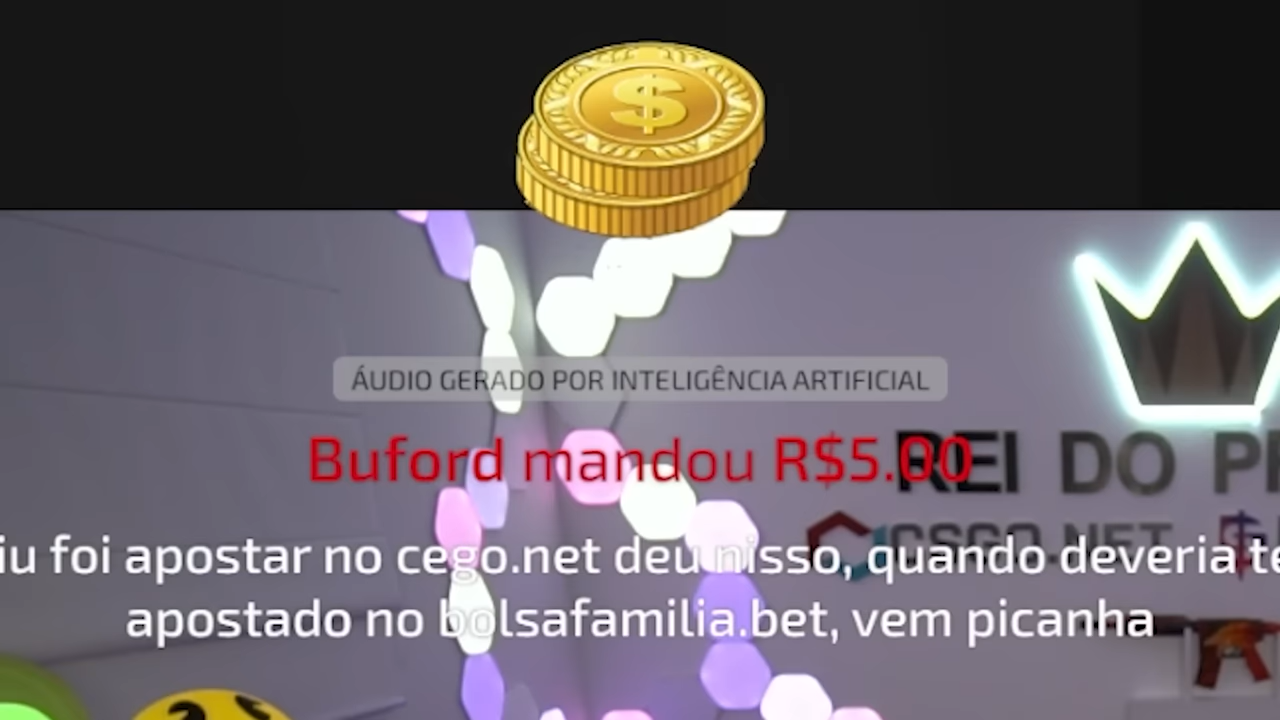 ÁUDIO GERADO POR INTELIGÊNCIA ARTIFICIAL
Buford mandou R$5.00
REI DO
CSGO.NET
foi apostar no cego.net deu nisso, quando deveria
apostado no bolsafamilia.bet, vem picanha